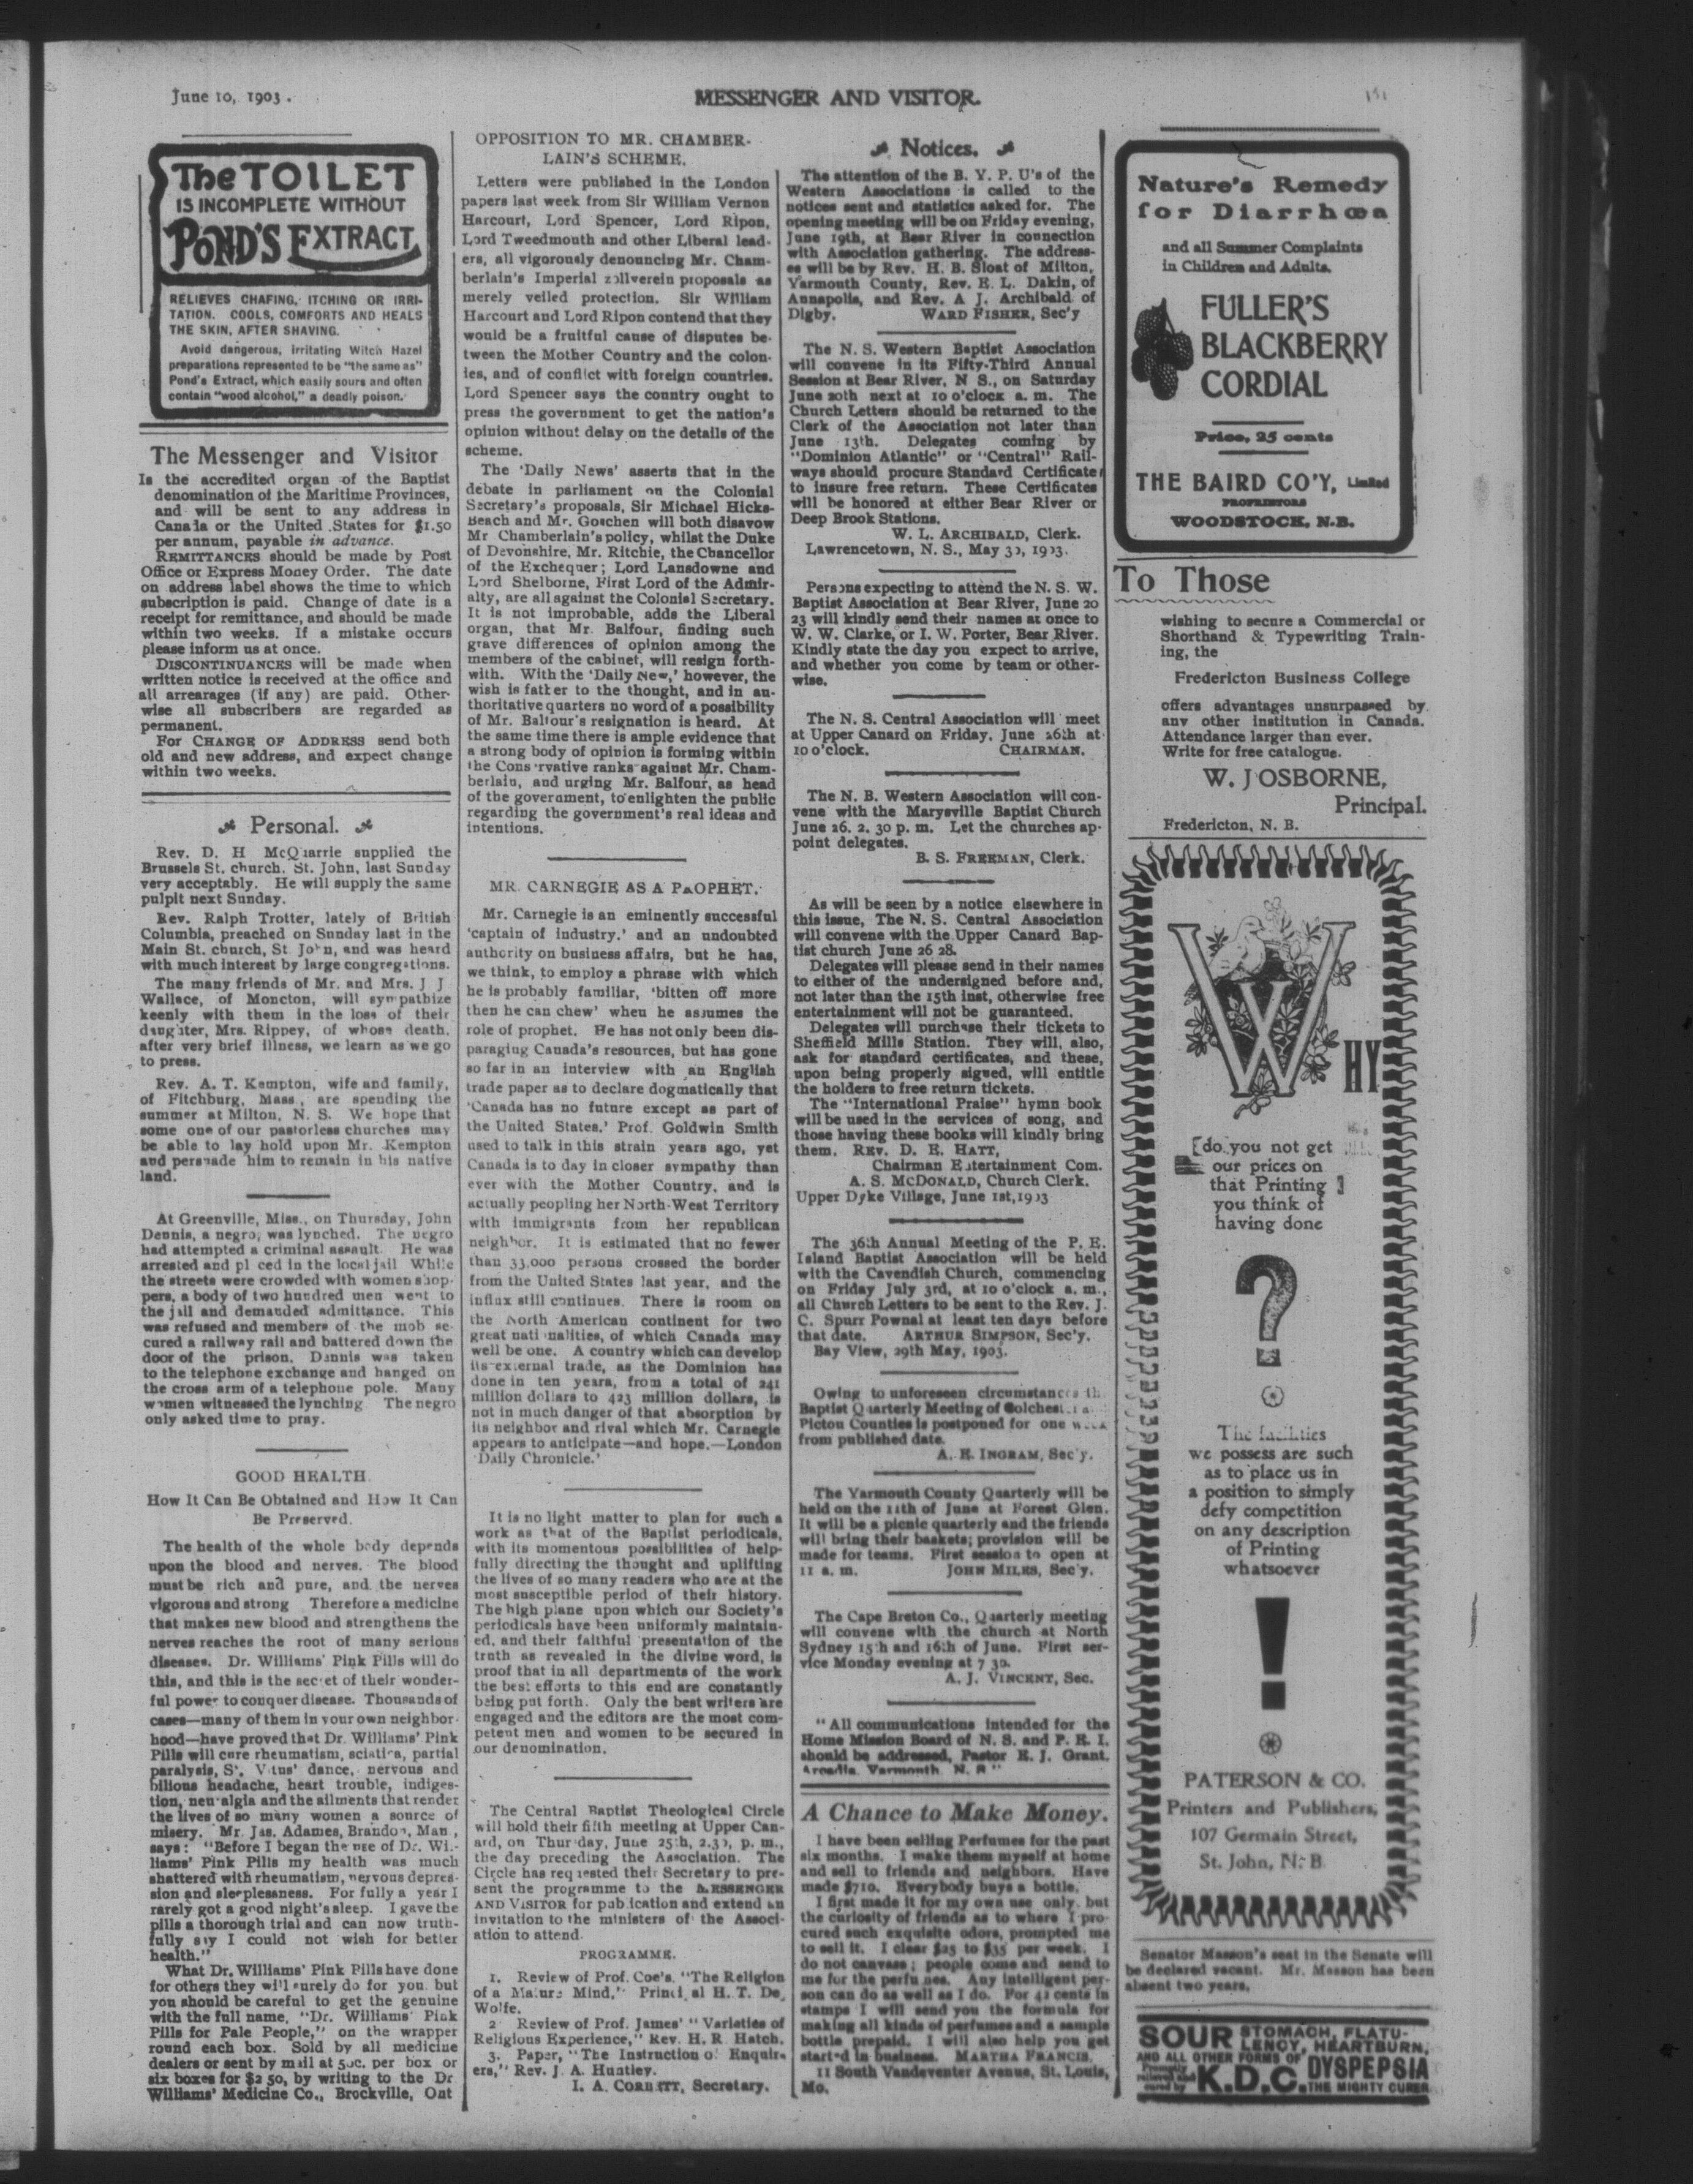 June 10, 1903.
MESSENGER AND VISITOR.
The TOILET
IS INCOMPLETE WITHOUT
POND'S EXTRACT
RELIEVES CHAFING, ITCHING OR IRRI-
TATION. COOLS, COMFORTS AND HEALS
THE SKIN, AFTER SHAVING.
Avoid dangerous, irritating Witch Hazel
preparations represented to be "the same as"
Pond's Extract, which easily sours and often
contain "wood alcohol," a deadly poison.
The Messenger and Visitor
Is the accredited organ of the Baptist
denomination of the Maritime Provinces,
and will be sent to any address in
Canada or the United States for $1.50
per annum, payable in advance.
REMITTANCES should be made by Post
Office or Express Money Order. The date
on address label shows the time to which
subscription is paid. Change of date is a
receipt for remittance, and should be made
within two weeks. If a mistake occurs
please inform us at once.
DISCONTINUANCES will be made when
written notice is received at the office and
all arrearages (if any) are paid. Other-
wise all subscribers are regarded as
permanent.
For CHANGE OF ADDRESS send both
old and new address, and expect change
within two weeks.
Personal.
Rev. D. H McQuarrie supplied the
Brussels St. church, St. John, last Sunday
very acceptably. He will supply the same
pulpit next Sunday.
Rev. Ralph Trotter, lately of British
Columbia, preached on Sunday last in the
Main St. church, St. John, and was heard
with much interest by large congregations.
The many friends of Mr. and Mrs. J J
Wallace, of Moncton, will sympathize
keenly with them in the loss of their
daughter, Mrs. Rippey, of whose death,
after very brief illness, we learn as we go
to press.
Rev. A. T. Kempton, wife and family,
of Fitchburg, Mass., are spending the
summer at Milton, N. S. We hope that
some one of our pastorless churches may
be able to lay hold upon Mr. Kempton
and persuade him to remain in his native
land.
At Greenville, Miss., on Thursday, John
Dennis, a negro, was lynched. The negro
had attempted a criminal assault. He was
arrested and pl ced in the local jail While
the streets were crowded with women shop-
pers, a body of two hundred men went to
the jail and demanded admittance. This
was refused and members of the mob se-
cured a railway rail and battered down the
door of the prison. Dennis was taken
to the telephone exchange and hanged on
the cross arm of a telephone pole. Many
women witnessed the lynching The negro
only asked time to pray.
GOOD HEALTH.
How It Can Be Obtained and How It Can
Be Preserved.
The health of the whole body depends
upon the blood and nerves. The blood
must be rich and pure, and the nerves
vigorous and strong Therefore a medicine
that makes new blood and strengthens the
nerves reaches the root of many serious
diseases. Dr. Williams' Pink Pills will do
this, and this is the secret of their wonder-
ful power to conquer disease. Thousands of
cases—many of them in your own neighbor-
hood—have proved that Dr. Williams' Pink
Pills will cure rheumatism, sciatica, partial
paralysis, St. Vitus' dance, nervous and
bilious headache, heart trouble, indiges-
tion, neuralgia and the ailments that render
the lives of so many women a source of
misery. Mr. Jas. Adames, Brandon, Man,
says: "Before I began the use of Dr. Wil-
liams' Pink Pills my health was much
shattered with rheumatism, nervous depres-
sion and sleeplessness. For fully a year I
rarely got a good night's sleep. I gave the
pills a thorough trial and can now truth-
fully say I could not wish for better
health."
What Dr. Williams' Pink Pills have done
for others they will surely do for you, but
you should be careful to get the genuine
with the full name, "Dr. Williams' Pink
Pills for Pale People," on the wrapper
round each box. Sold by all medicine
dealers or sent by mail at 50c. per box or
six boxes for $2 50, by writing to the Dr
Williams' Medicine Co., Brockville, Ont
OPPOSITION TO MR. CHAMBER-
LAIN'S SCHEME.
Letters were published in the London
papers last week from Sir William Vernon
Harcourt, Lord Spencer, Lord Ripon,
Lord Tweedmouth and other Liberal lead-
ers, all vigorously denouncing Mr. Cham-
berlain's Imperial zollverein proposals as
merely veiled protection. Sir William
Harcourt and Lord Ripon contend that they
would be a fruitful cause of disputes be-
tween the Mother Country and the colon-
ies, and of conflict with foreign countries.
Lord Spencer says the country ought to
press the government to get the nation's
opinion without delay on the details of the
scheme.
The 'Daily News' asserts that in the
debate in parliament on the Colonial
Secretary's proposals, Sir Michael Hicks-
Beach and Mr. Goschen will both disavow
Mr Chamberlain's policy, whilst the Duke
of Devonshire, Mr. Ritchie, the Chancellor
of the Exchequer; Lord Lansdowne and
Lord Shelborne, First Lord of the Admir-
alty, are all against the Colonial Secretary.
It is not improbable, adds the Liberal
organ, that Mr. Balfour, finding such
grave differences of opinion among the
members of the cabinet, will resign forth-
with. With the 'Daily New,' however, the
wish is father to the thought, and in au-
thoritative quarters no word of a possibility
of Mr. Balfour's resignation is heard. At
the same time there is ample evidence that
a strong body of opinion is forming within
the Cons rvative ranks against Mr. Cham-
berlain, and urging Mr. Balfour, as head
of the government, to enlighten the public
regarding the government's real ideas and
intentions.
MR. CARNEGIE AS A PROPHET.
Mr. Carnegie is an eminently successful
'captain of industry.' and an undoubted
authority on business affairs, but he has,
we think, to employ a phrase with which
he is probably familiar, 'bitten off more
then he can chew' when he assumes the
role of prophet. He has not only been dis-
paraging Canada's resources, but has gone
so far in an interview with an English
trade paper as to declare dogmatically that
'Canada has no future except as part of
the United States.' Prof. Goldwin Smith
used to talk in this strain years ago, yet
Canada is to day in closer sympathy than
ever with the Mother Country, and is
actually peopling her North-West Territory
with immigrants from her republican
neighbor. It is estimated that no fewer
than 33,000 persons crossed the border
from the United States last year, and the
influx still continues. There is room on
the North American continent for two
great nati nalities, of which Canada may
well be one. A country which can develop
its external trade, as the Dominion has
done in ten years, from a total of 241
million dollars to 423 million dollars, is
not in much danger of that absorption by
its neighbor and rival which Mr. Carnegie
appears to anticipate—and hope.—London
'Daily Chronicle.'
It is no light matter to plan for such a
work as that of the Baptist periodicals,
with its momentous possibilities of help-
fully directing the thought and uplifting
the lives of so many readers who are at the
most susceptible period of their history.
The high plane upon which our Society's
periodicals have been uniformly maintain-
ed, and their faithful presentation of the
truth as revealed in the divine word, is
proof that in all departments of the work
the best efforts to this end are constantly
being put forth. Only the best writers are
engaged and the editors are the most com-
petent men and women to be secured in
our denomination.
The Central Baptist Theological Circle
will hold their fifth meeting at Upper Can-
ard, on Thursday, June 25th, 2.30, p. m.,
the day preceding the Association. The
Circle has requested their Secretary to pre-
sent the programme to the MESSENGER
AND VISITOR for publication and extend an
invitation to the ministers of the Associ-
ation to attend.
PROGRAMME.
1. Review of Prof. Coe's, "The Religion
of a Mature Mind," Principal H. T. De
Wolfe.
2 Review of Prof. James' "Varieties of
Religious Experience," Rev. H. R Hatch.
3. Paper, "The Instruction of Enquir-
ers," Rev. J. A. Huntley.
I. A. CORBETT, Secretary.
Notices.
The attention of the B. Y. P. U's of the
Western Associations is called to the
notices sent and statistics asked for. The
opening meeting will be on Friday evening,
June 19th, at Bear River in connection
with Association gathering. The address-
es will be by Rev. H. B. Sloat of Milton,
Yarmouth County, Rev. E. L. Dakin, of
Annapolis, and Rev. A J. Archibald of
Digby. WARD FISHER, Sec'y
The N. S. Western Baptist Association
will convene in its Fifty-Third Annual
Session at Bear River, N S., on Saturday
June 20th next at 10 o'clock a. m. The
Church Letters should be returned to the
Clerk of the Association not later than
June 13th. Delegates coming by
"Dominion Atlantic" or "Central" Rail-
ways should procure Standard Certificate
to insure free return. These Certificates
will be honored at either Bear River or
Deep Brook Stations.
W. L. ARCHIBALD, Clerk.
Lawrencetown, N. S., May 30, 1903.
Persons expecting to attend the N. S. W.
Baptist Association at Bear River, June 20
23 will kindly send their names at once to
W. W. Clarke, or I. W. Porter, Bear River.
Kindly state the day you expect to arrive,
and whether you come by team or other-
wise.
The N. S. Central Association will meet
at Upper Canard on Friday, June 26th at
10 o'clock. CHAIRMAN.
The N. B. Western Association will con-
vene with the Marysville Baptist Church
June 26. 2. 30 p. m. Let the churches ap-
point delegates.
B. S. FREEMAN, Clerk.
As will be seen by a notice elsewhere in
this issue, The N. S. Central Association
will convene with the Upper Canard Bap-
tist church June 26 28.
Delegates will please send in their names
to either of the undersigned before and,
not later than the 15th inst, otherwise free
entertainment will not be guaranteed.
Delegates will purchase their tickets to
Sheffield Mills Station. They will, also,
ask for standard certificates, and these,
upon being properly signed, will entitle
the holders to free return tickets.
The "International Praise" hymn book
will be used in the services of song, and
those having these books will kindly bring
them. REV. D. E. HATT,
Chairman Entertainment Com.
A. S. McDONALD, Church Clerk.
Upper Dyke Village, June 1st, 1903
The 36th Annual Meeting of the P. E.
Island Baptist Association will be held
with the Cavendish Church, commencing
on Friday July 3rd, at 10 o'clock a. m.,
all Church Letters to be sent to the Rev. J.
C. Spurr Pownal at least ten days before
that date. ARTHUR SIMPSON, Sec'y.
Bay View, 29th May, 1903.
Owing to unforeseen circumstances th
Baptist Quarterly Meeting of Colchest
Pictou Counties is postponed for one week
from published date.
A. E. INGRAM, Sec'y.
The Yarmouth County Quarterly will be
held on the 11th of June at Forest Glen.
It will be a picnic quarterly and the friends
will bring their baskets; provision will be
made for teams. First session to open at
11 a. m. JOHN MILES, Sec'y.
The Cape Breton Co., Quarterly meeting
will convene with the church at North
Sydney 15th and 16th of June. First ser-
vice Monday evening at 7 30.
A. J. VINCENT, Sec.
"All communications intended for the
Home Mission Board of N. S. and P. E. I.
should be addressed, Pastor E. J. Grant,
Arcadia, Yarmouth, N. S"
A Chance to Make Money.
I have been selling Perfumes for the past
six months. I make them myself at home
and sell to friends and neighbors. Have
made $710. Everybody buys a bottle.
I first made it for my own use only, but
the curiosity of friends as to where I pro-
cured such exquisite odors, prompted me
to sell it. I clear $25 to $35 per week. I
do not canvass; people come and send to
me for the perfumes. Any intelligent per-
son can do as well as I do. For 42 cents in
stamps I will send you the formula for
making all kinds of perfumes and a sample
bottle prepaid. I will also help you get
started in business. MARTHA FRANCIS,
11 South Vandeventer Avenue, St. Louis,
Mo.
Nature's Remedy
for Diarrhœa
and all Summer Complaints
in Children and Adults.
FULLER'S
BLACKBERRY
CORDIAL
Price, 25 cents
THE BAIRD CO'Y, Limited
PROPRIETORS
WOODSTOCK, N.B.
To Those
wishing to secure a Commercial or
Shorthand & Typewriting Train-
ing, the
Fredericton Business College
offers advantages unsurpassed by
any other institution in Canada.
Attendance larger than ever.
Write for free catalogue.
W. J OSBORNE,
Principal.
Fredericton, N. B.
WHY
[do you not get
our prices on
that Printing ]
you think of
having done
?
The facilities
we possess are such
as to place us in
a position to simply
defy competition
on any description
of Printing
whatsoever
!
PATERSON & CO.
Printers and Publishers,
107 Germain Street,
St. John, N. B
Senator Masson's seat in the Senate will
be declared vacant. Mr. Masson has been
absent two years.
SOUR STOMACH, FLATU-
LENCY, HEARTBURN,
AND ALL OTHER FORMS OF DYSPEPSIA
Promptly relieved and cured by K.D.C. THE MIGHTY CURER